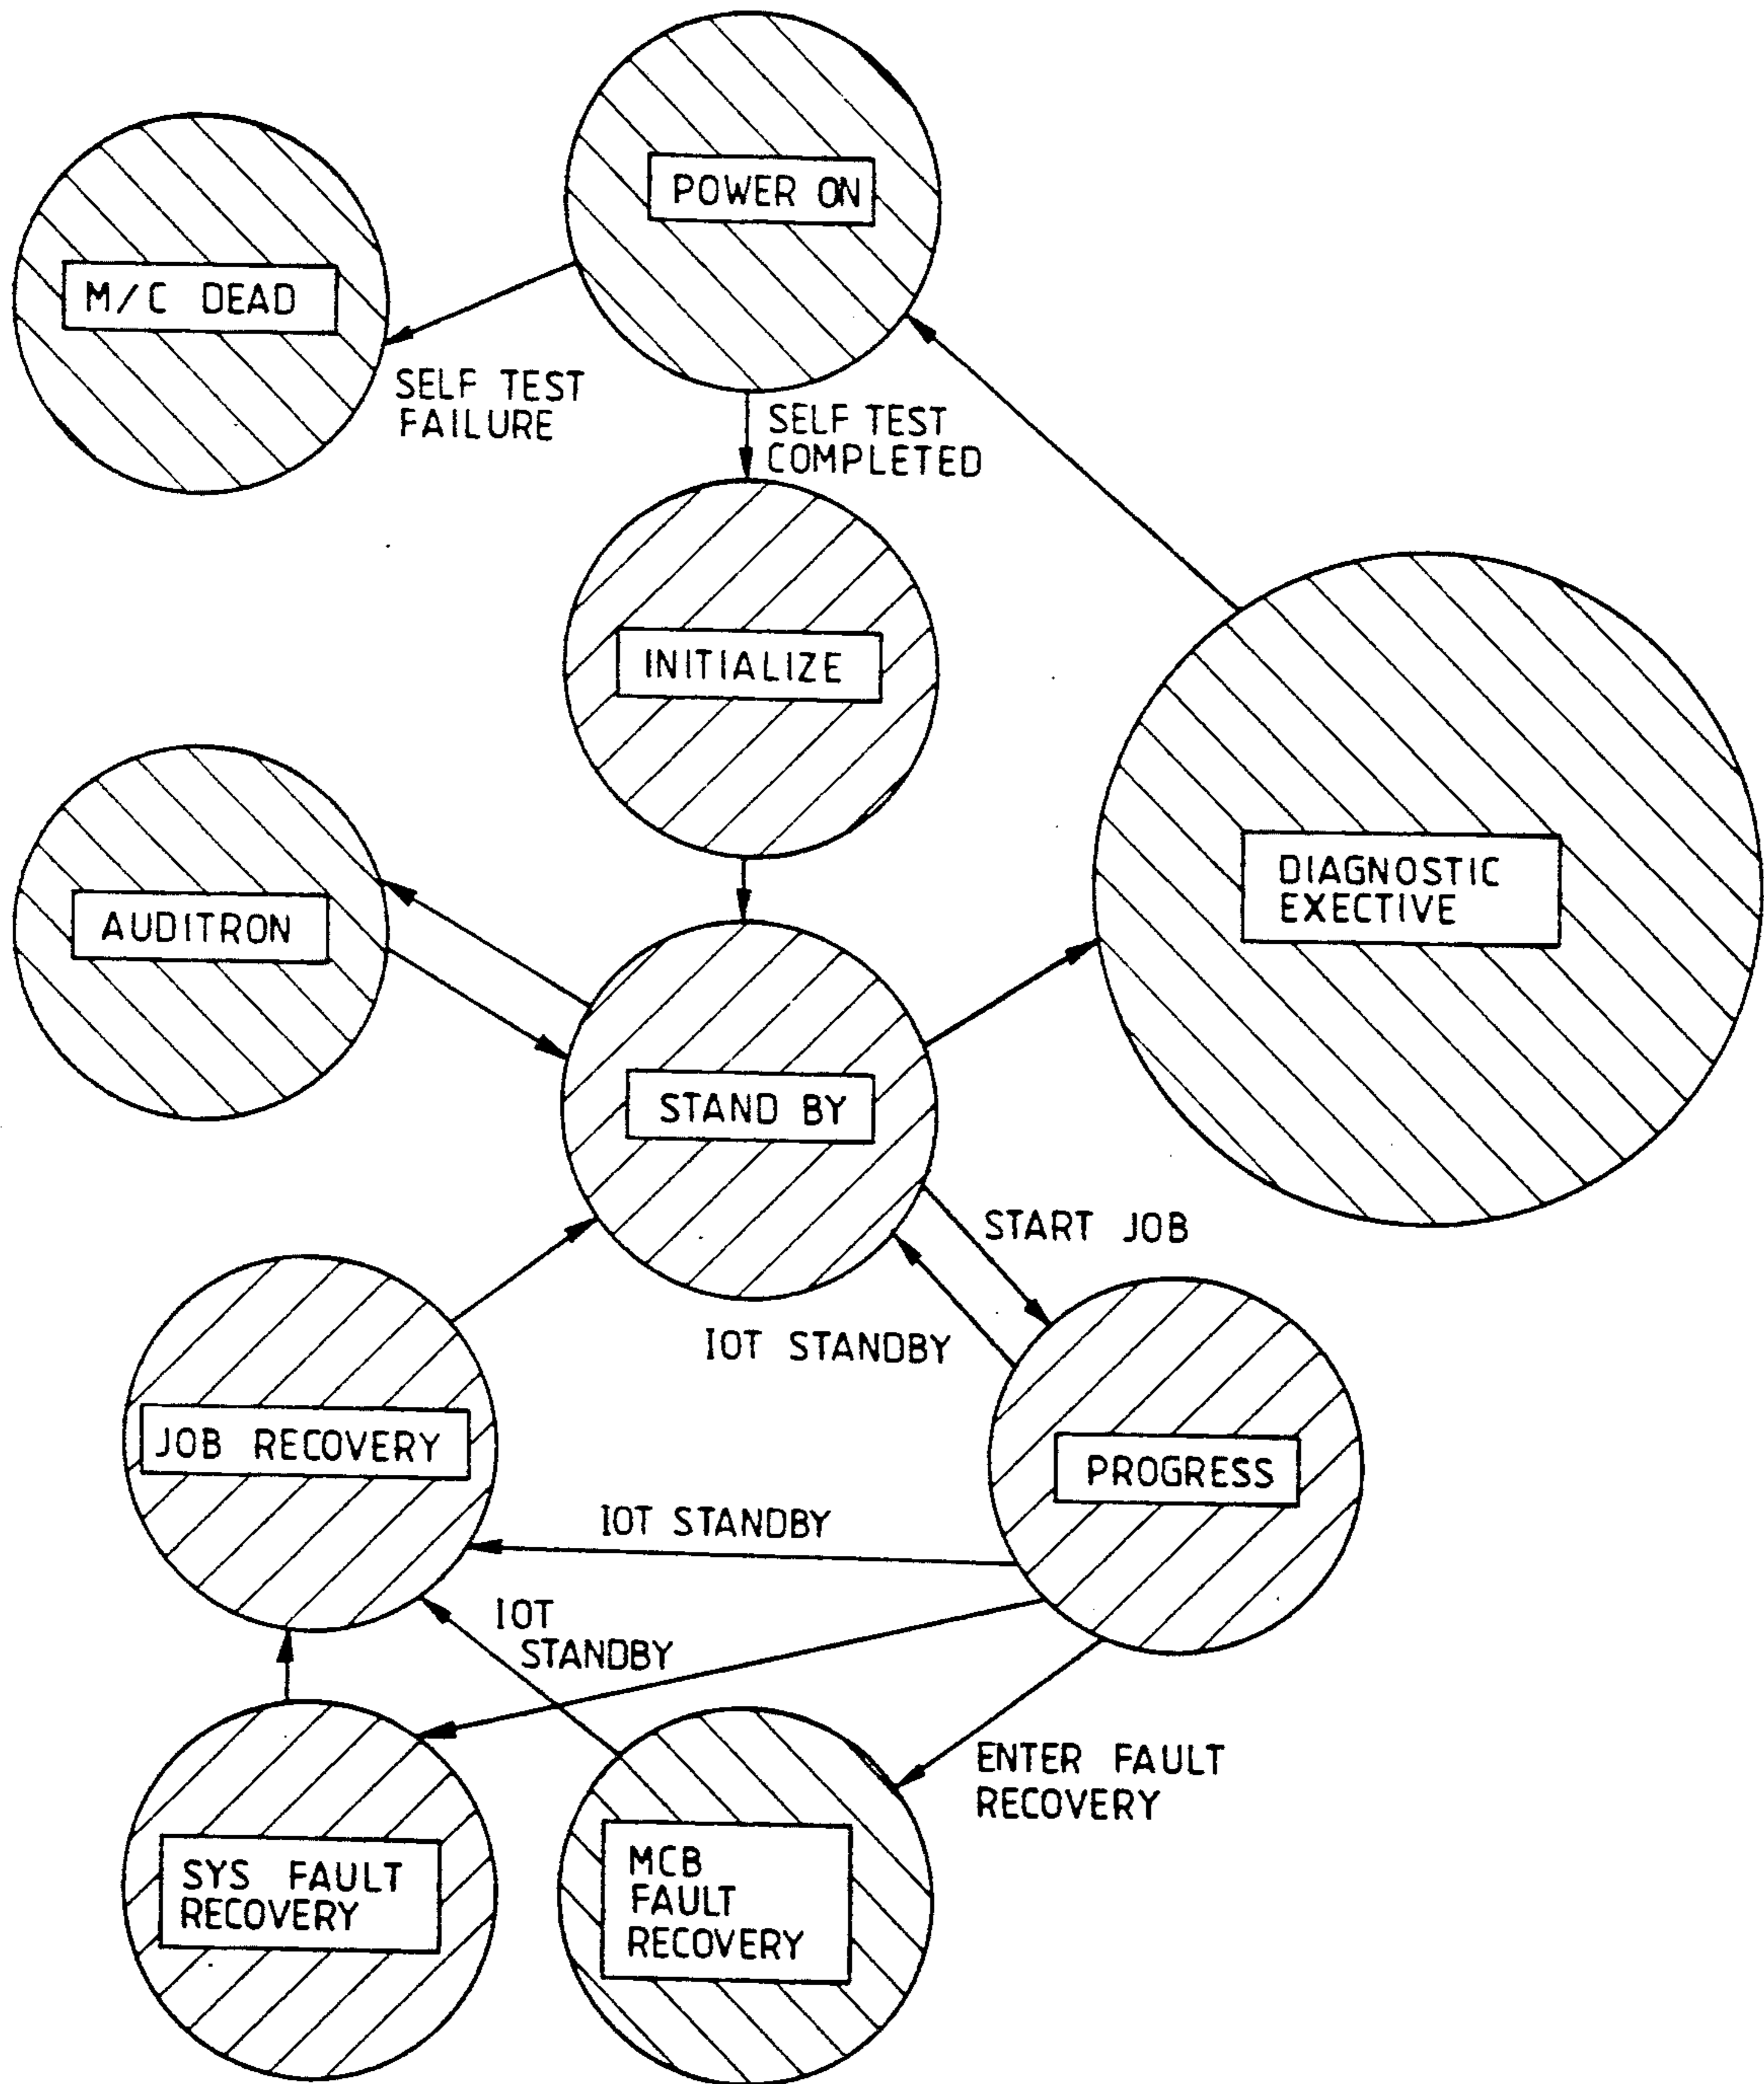 POWER ON
M/C DEAD
SELF TEST
FAILURE
SELF TEST
COMPLETED
INITIALIZE
DIAGNOSTIC
EXECTIVE
AUDITRON
STAND BY
START JOB
IOT STANDBY
JOB RECOVERY
PROGRESS
IOT STANDBY
IOT
STANDBY
ENTER FAULT
RECOVERY
SYS FAULT
RECOVERY
MCB
FAULT
RECOVERY